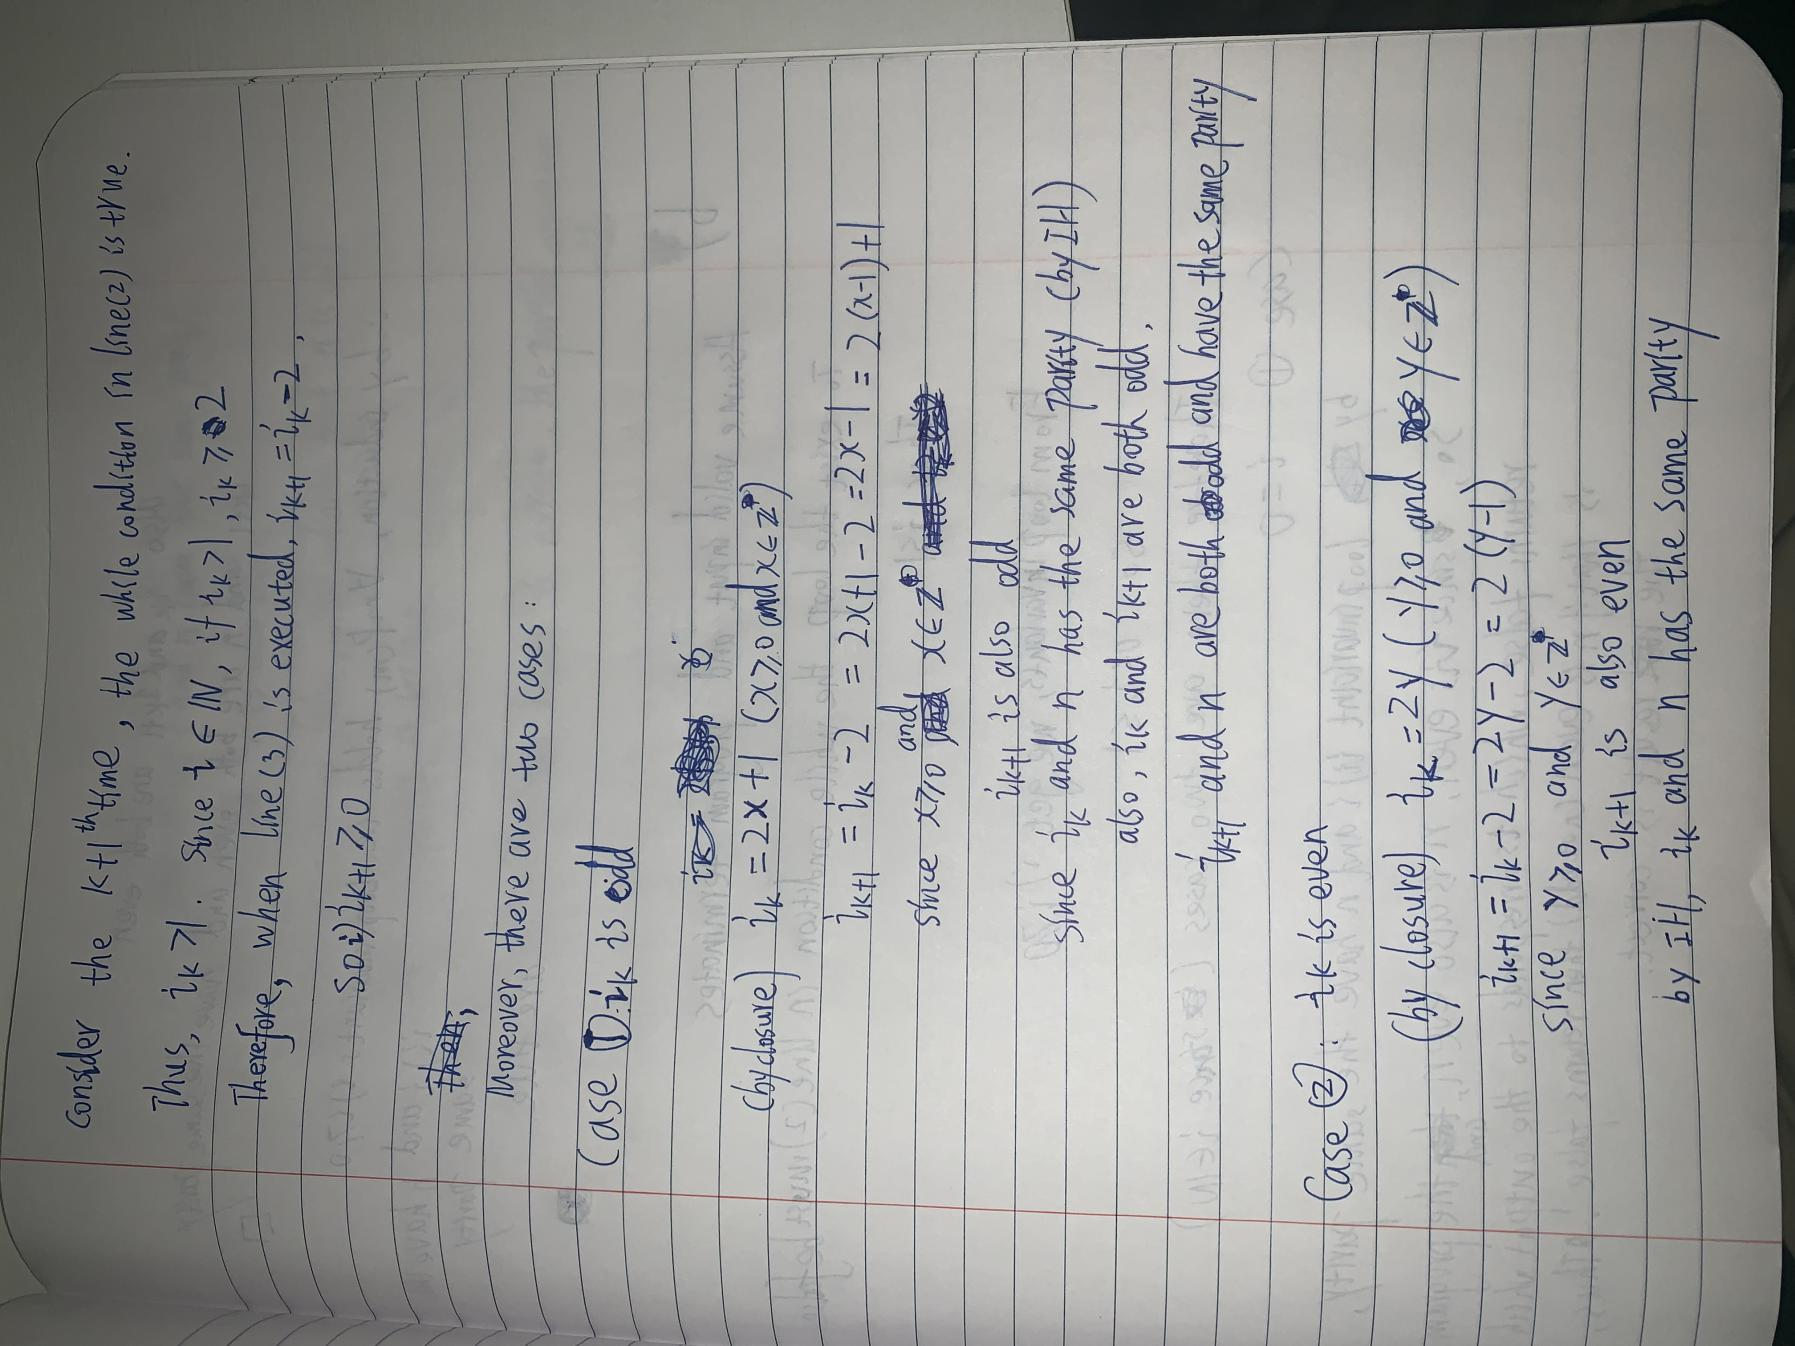 Consider the k+1th time, the while condition in line(2) is true.
Thus, ik >1. Since i ∈ IN, if ik >1, ik ≥ 2
Therefore, when line (3) is executed, ik+1 = ik-2.
So i) ik+1 ≥ 0
then,
Moreover, there are two cases:
Case ①: ik is odd
ik =
(by closure) ik = 2x+1 (x≥0 and x∈Z)
ik+1 = ik-2 = 2x+1-2 = 2x-1 = 2(x-1)+1
since x≥0 and x∈Z
ik+1 is also odd
since ik and n has the same parity (by IH)
also, ik and ik+1 are both odd.
ik+1 and n are both odd and have the same parity
Case ②: ik is even
(by closure) ik = 2y (y≥0 and y∈Z)
ik+1 = ik-2 = 2y-2 = 2(y-1)
since y≥0 and y∈Z
ik+1 is also even
by IH, ik and n has the same parity